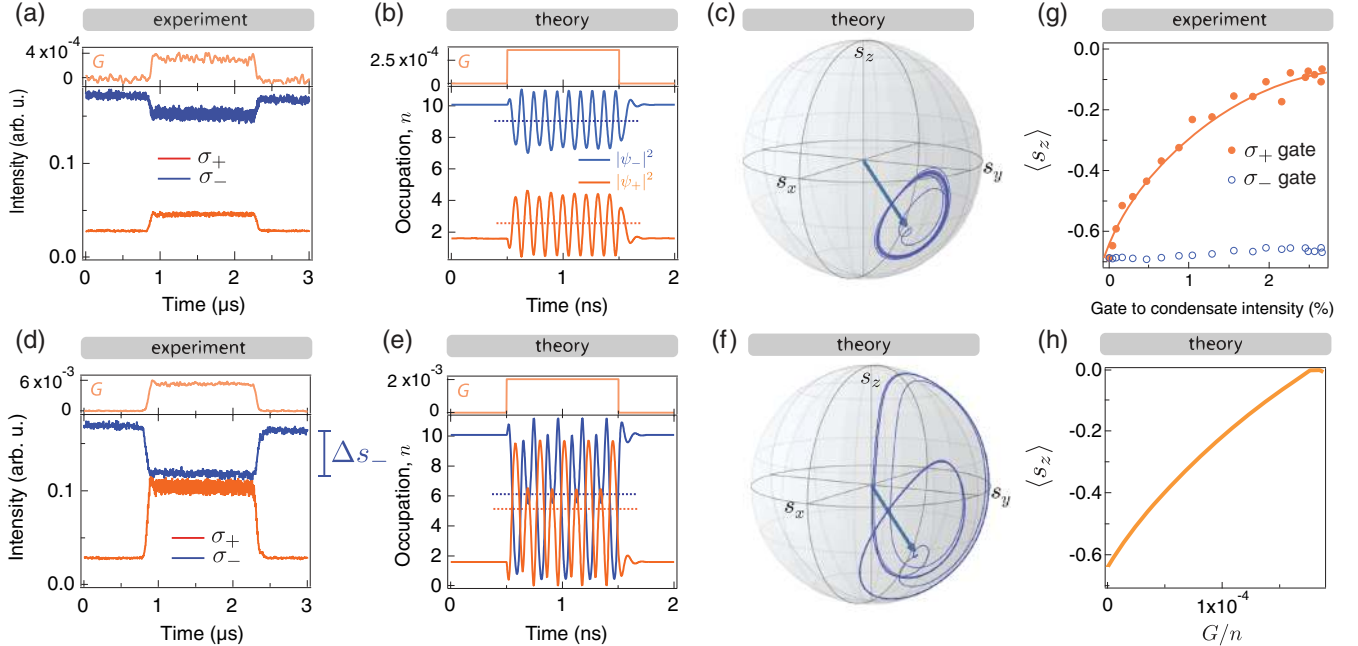 (a)
experiment
4 x10⁻⁴
G
0
Intensity (arb. u.)
0.1
0.0
σ₊
σ₋
0 1 2 3
Time (μs)
(b)
theory
2.5 x10⁻⁴
G
0
Occupation, n
10
8
6
4
2
|ψ₋|²
|ψ₊|²
0 1 2
Time (ns)
(c)
theory
s_z
s_x
s_y
(g)
experiment
0.0
-0.2
-0.4
-0.6
⟨s_z⟩
σ₊ gate
σ₋ gate
0 1 2
Gate to condensate intensity (%)
(d)
experiment
6 x10⁻³
G
0
Intensity (arb. u.)
0.1
0.0
Δs₋
σ₊
σ₋
0 1 2 3
Time (μs)
(e)
theory
2 x10⁻³
G
0
Occupation, n
10
8
6
4
2
0
0 1 2
Time (ns)
(f)
theory
s_z
s_x
s_y
(h)
theory
0.0
-0.2
-0.4
-0.6
⟨s_z⟩
0 1x10⁻⁴
G/n